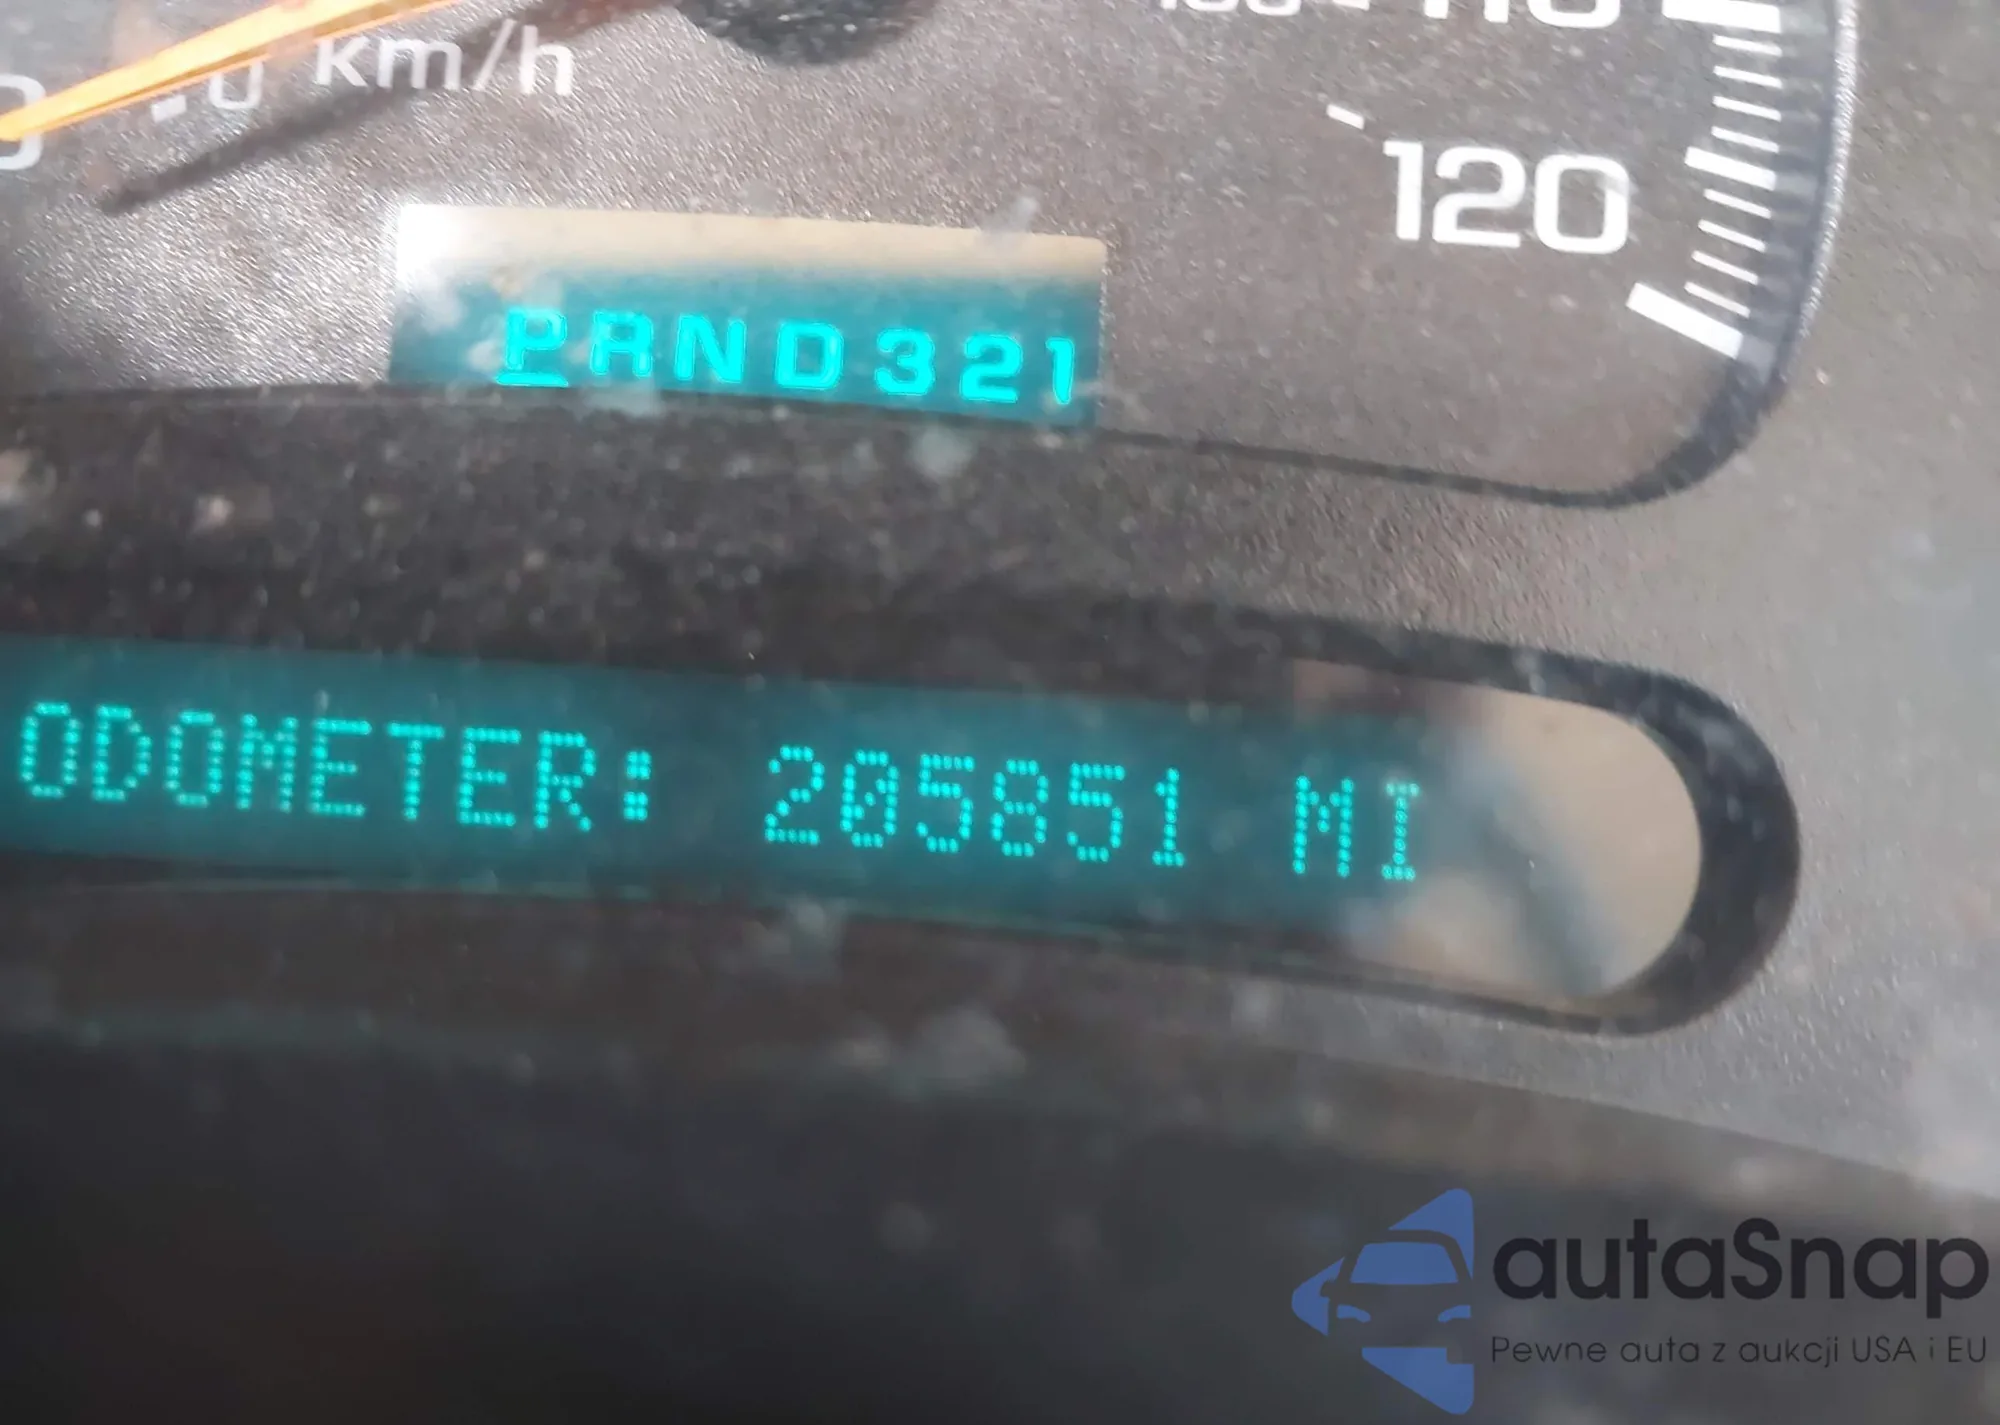 km/h
120
PRND321
ODOMETER: 205851 MI
autaSnap
Pewne auta z aukcji USA i EU